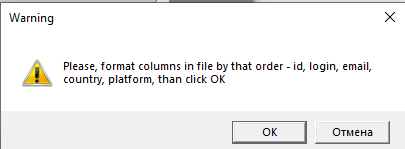 Warning
Please, format columns in file by that order - id, login, email,
country, platform, than click OK
OK
Отмена